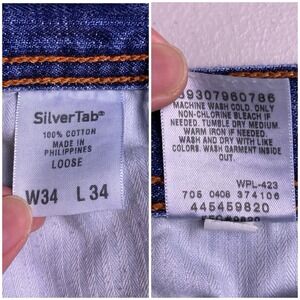 SilverTab®
100% COTTON
MADE IN
PHILIPPINES
LOOSE
W34 L 34
89307960786
MACHINE WASH COLD. ONLY
NON-CHLORINE BLEACH IF
NEEDED. TUMBLE DRY MEDIUM.
WARM IRON IF NEEDED.
WASH AND DRY WITH LIKE
COLORS. WASH GARMENT INSIDE
OUT.
WPL-423
705 0408 374106
445459820